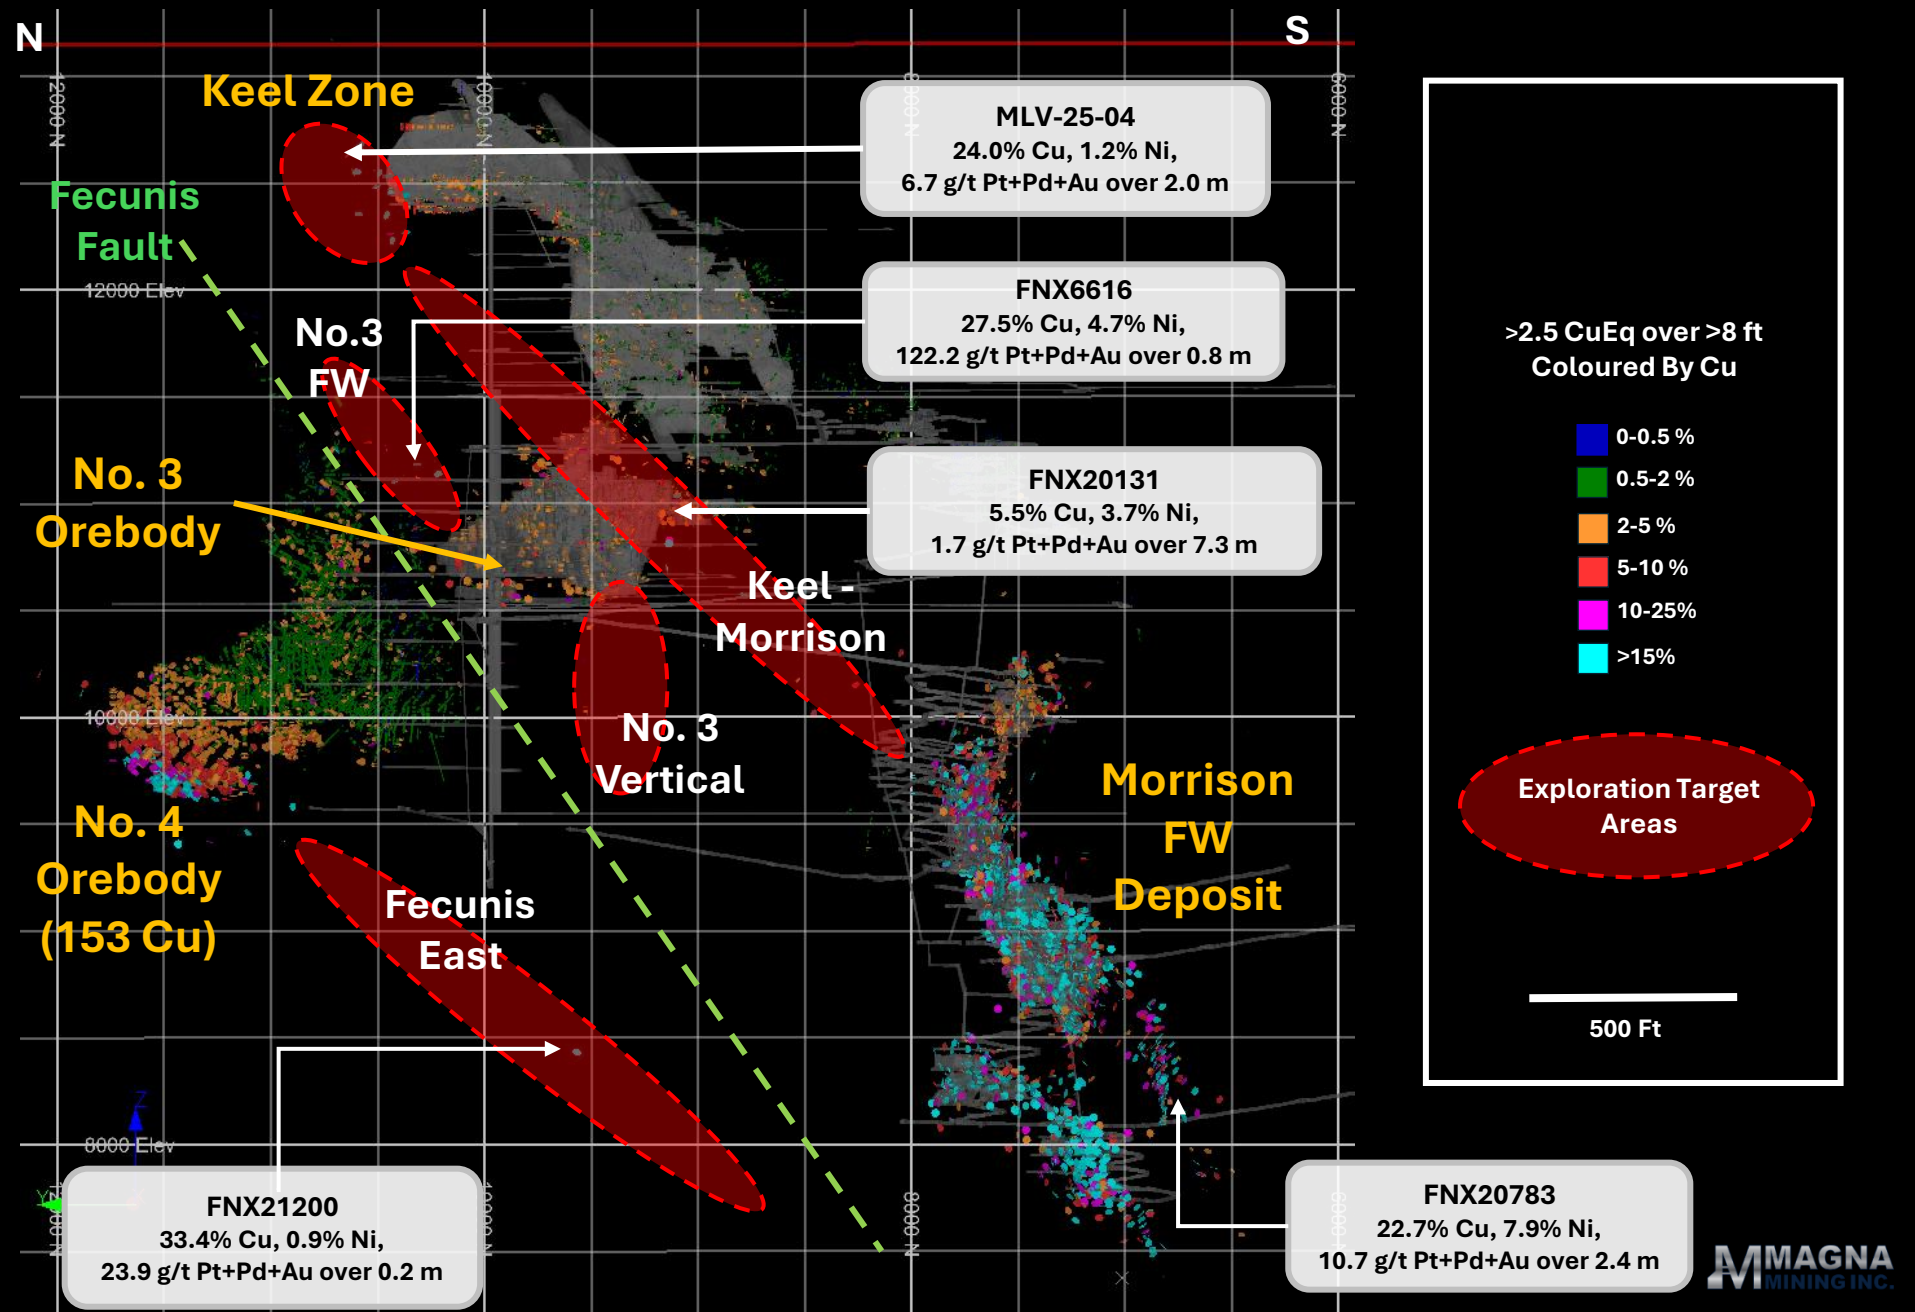 N
S
12000 N
10000 N
8000 N
6000 N
Keel Zone
MLV-25-04
24.0% Cu, 1.2% Ni,
6.7 g/t Pt+Pd+Au over 2.0 m
Fecunis
Fault
12000 Elev
FNX6616
27.5% Cu, 4.7% Ni,
122.2 g/t Pt+Pd+Au over 0.8 m
No.3
FW
No. 3
Orebody
FNX20131
5.5% Cu, 3.7% Ni,
1.7 g/t Pt+Pd+Au over 7.3 m
Keel -
Morrison
10000 Elev
No. 3
Vertical
No. 4
Orebody
(153 Cu)
Morrison
FW
Deposit
Fecunis
East
Z
8000 Elev
Y
10000 N
8000 N
FNX21200
33.4% Cu, 0.9% Ni,
23.9 g/t Pt+Pd+Au over 0.2 m
FNX20783
22.7% Cu, 7.9% Ni,
10.7 g/t Pt+Pd+Au over 2.4 m
>2.5 CuEq over >8 ft
Coloured By Cu
0-0.5 %
0.5-2 %
2-5 %
5-10 %
10-25%
>15%
Exploration Target
Areas
500 Ft
MAGNA
MINING INC.